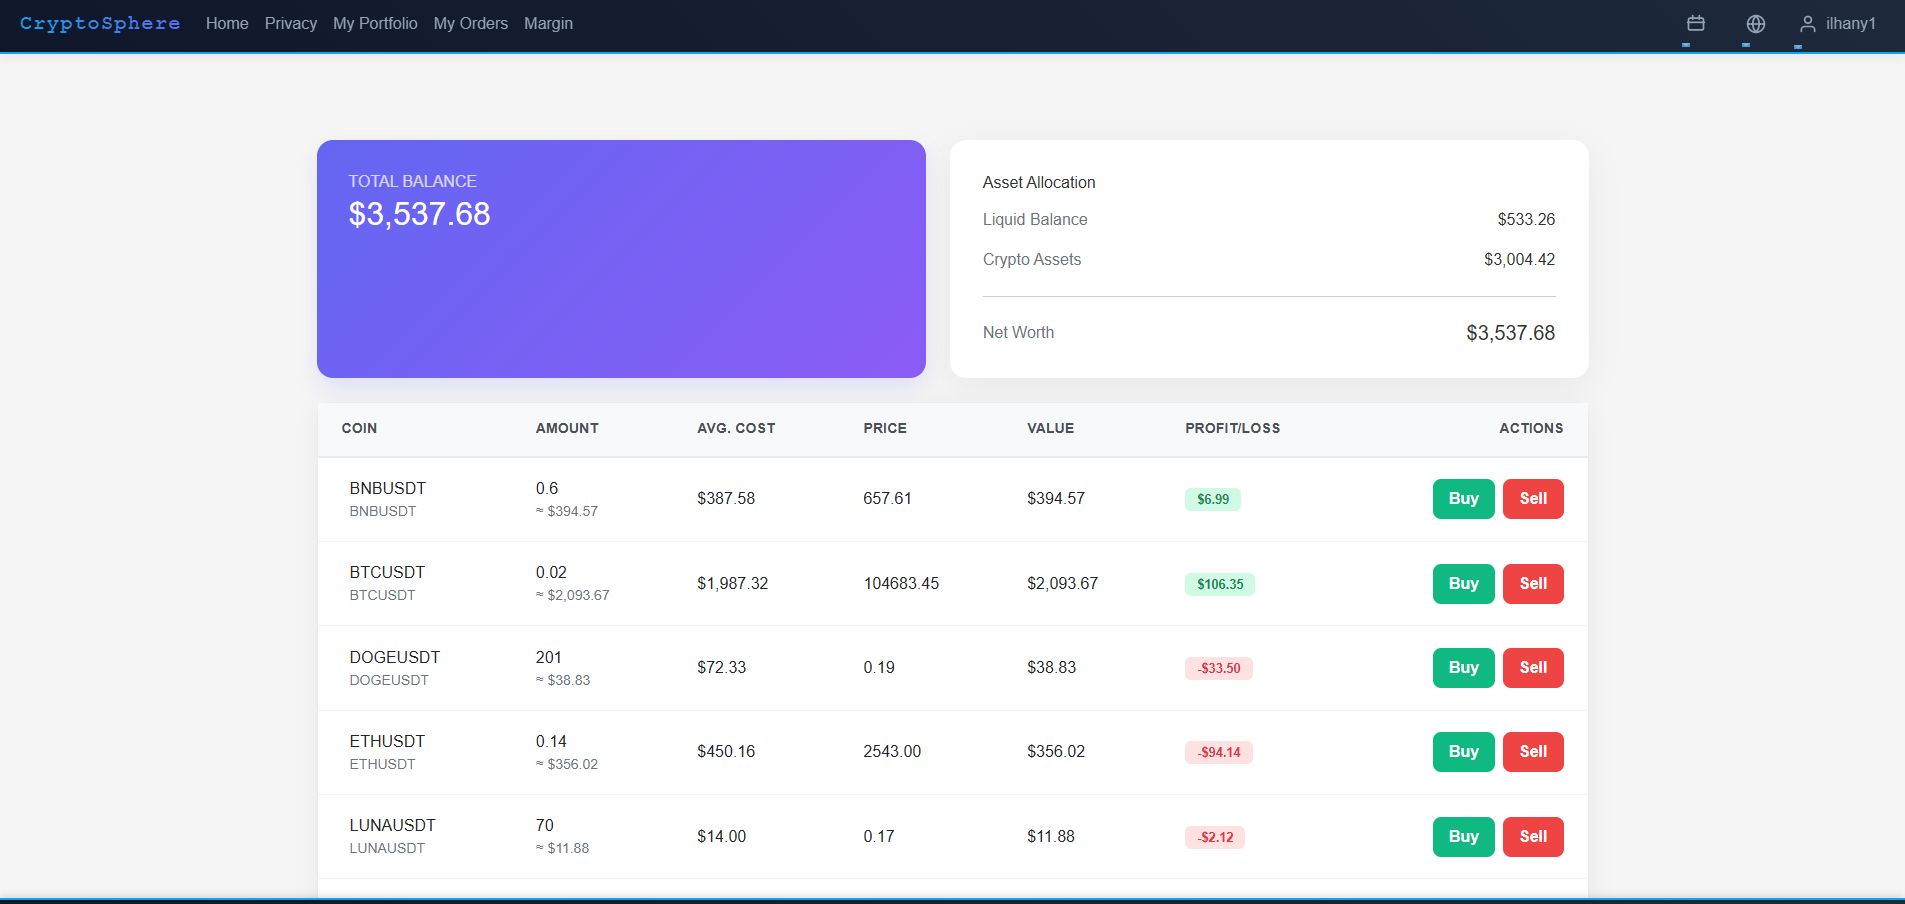 CryptoSphere Home Privacy My Portfolio My Orders Margin ilhany1
TOTAL BALANCE
$3,537.68
Asset Allocation
Liquid Balance $533.26
Crypto Assets $3,004.42
Net Worth $3,537.68
COIN AMOUNT AVG. COST PRICE VALUE PROFIT/LOSS ACTIONS
BNBUSDT 0.6 $387.58 657.61 $394.57 $6.99 Buy Sell
BNBUSDT ≈ $394.57
BTCUSDT 0.02 $1,987.32 104683.45 $2,093.67 $106.35 Buy Sell
BTCUSDT ≈ $2,093.67
DOGEUSDT 201 $72.33 0.19 $38.83 -$33.50 Buy Sell
DOGEUSDT ≈ $38.83
ETHUSDT 0.14 $450.16 2543.00 $356.02 -$94.14 Buy Sell
ETHUSDT ≈ $356.02
LUNAUSDT 70 $14.00 0.17 $11.88 -$2.12 Buy Sell
LUNAUSDT ≈ $11.88